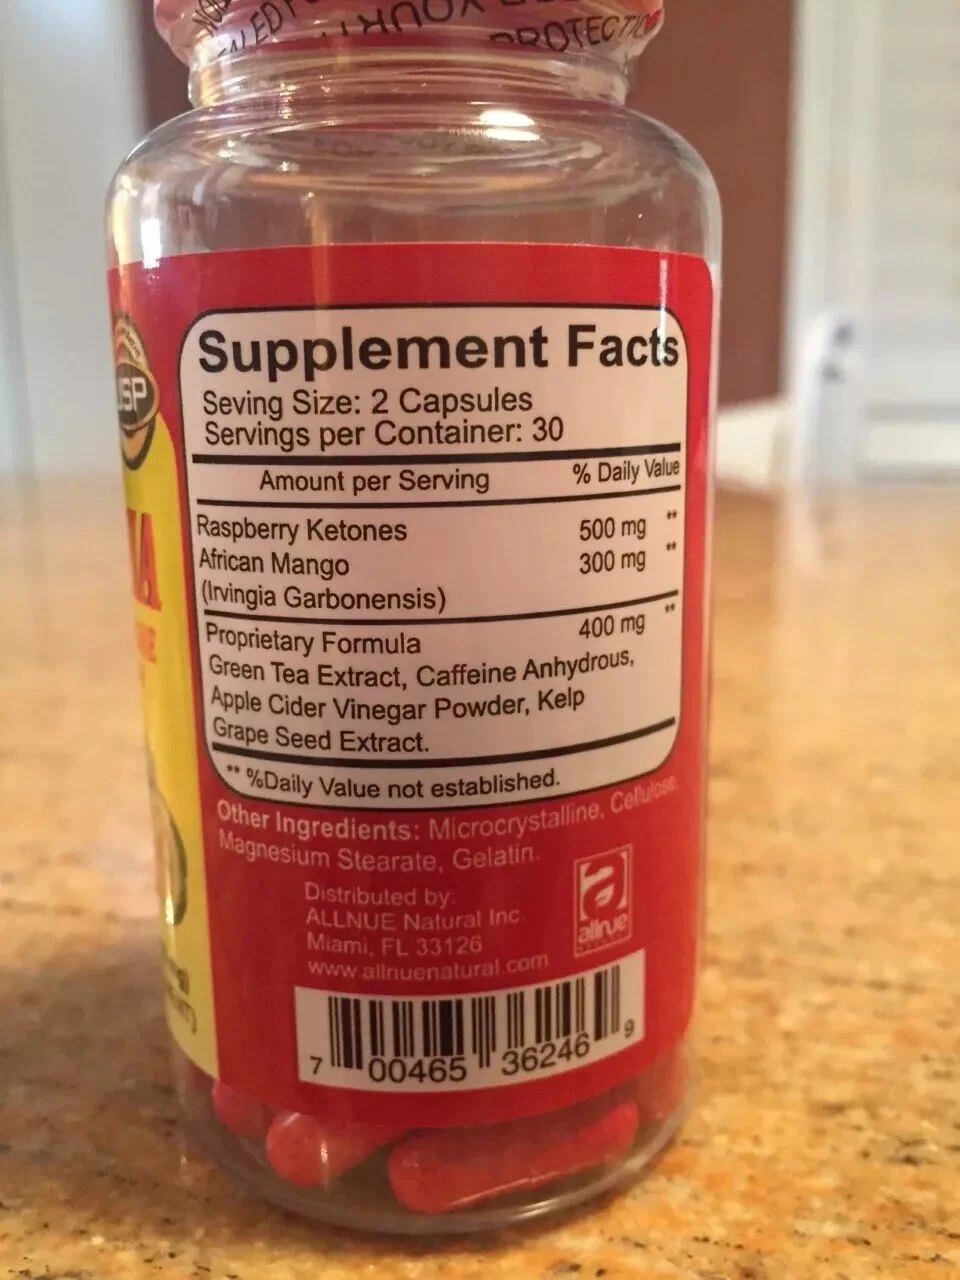 PROTECTIO
USP
Supplement Facts
Seving Size: 2 Capsules
Servings per Container: 30
Amount per Serving % Daily Value
Raspberry Ketones 500 mg **
African Mango 300 mg **
(Irvingia Garbonensis)
Proprietary Formula 400 mg **
Green Tea Extract, Caffeine Anhydrous,
Apple Cider Vinegar Powder, Kelp
Grape Seed Extract.
** %Daily Value not established.
Other Ingredients: Microcrystalline, Cellulose,
Magnesium Stearate, Gelatin.
Distributed by:
ALLNUE Natural Inc.
Miami, FL 33126
www.allnuenatural.com
allnue
7 00465 36246 9